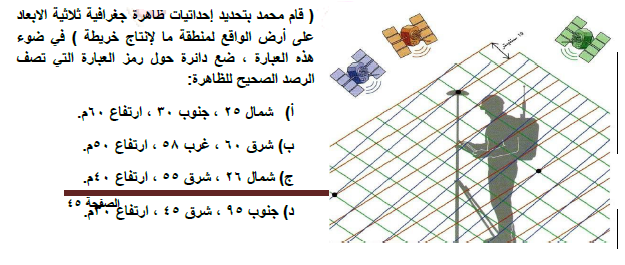 ( قام محمد بتحديد إحداثيات ظاهرة جغرافية ثلاثية الابعاد
على أرض الواقع لمنطقة ما لإنتاج خريطة ) في ضوء
هذه العبارة ، ضع دائرة حول رمز العبارة التي تصف
الرصد الصحيح للظاهرة:
أ) شمال ٢٥ ، جنوب ٣٠ ، ارتفاع ٦٠م.
ب) شرق ٦٠ ، غرب ٥٨ ، ارتفاع ٥٠م.
ج) شمال ٢٦ ، شرق ٥٥ ، ارتفاع ٤٠م.
د) جنوب ٩٥ ، شرق ٤٥ ، ارتفاع ٣٠م.
الصفحة ٤٥